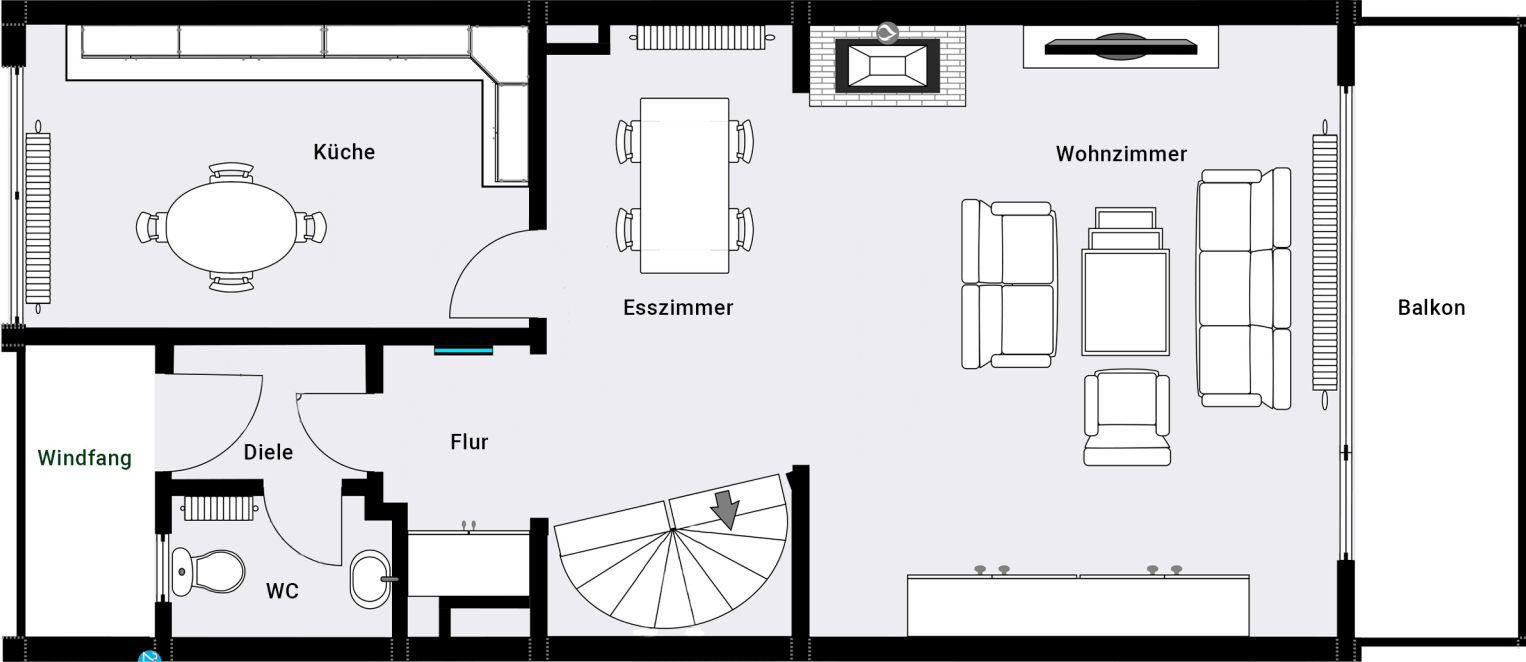 Küche
Wohnzimmer
Esszimmer
Balkon
Flur
Diele
Windfang
WC